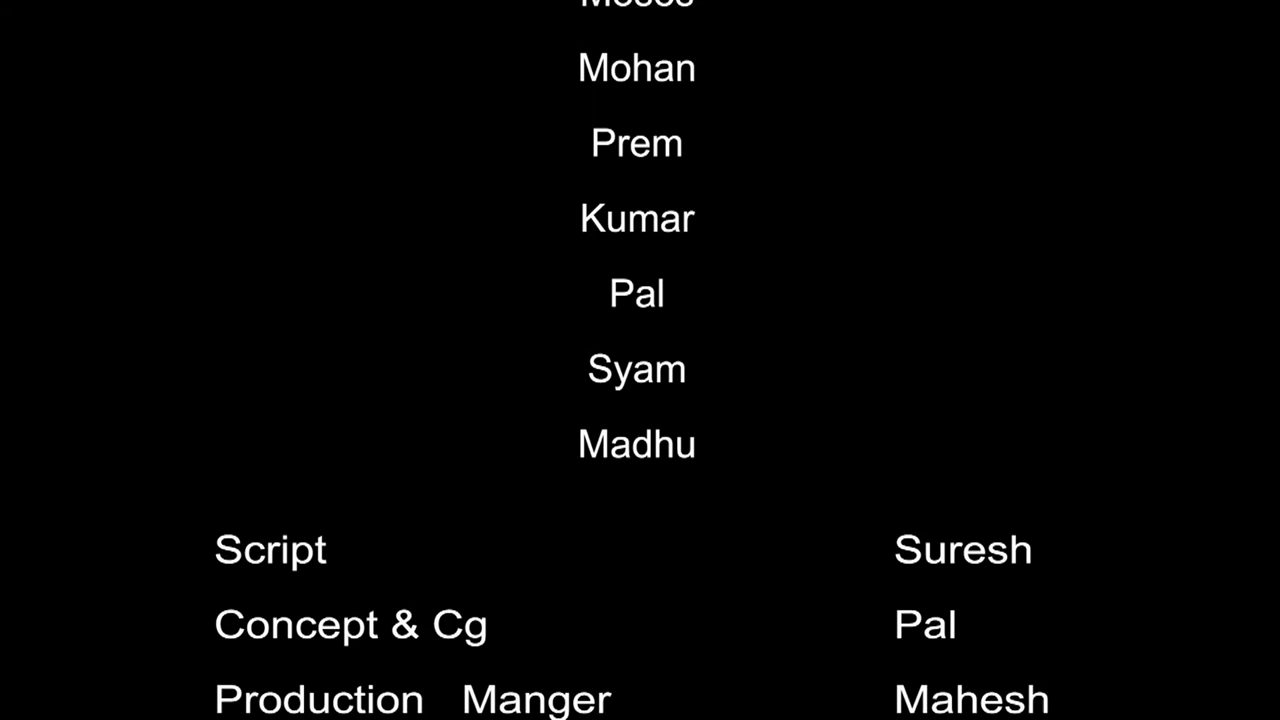 Mohan
Prem
Kumar
Pal
Syam
Madhu
Script Suresh
Concept & Cg Pal
Production Manger Mahesh